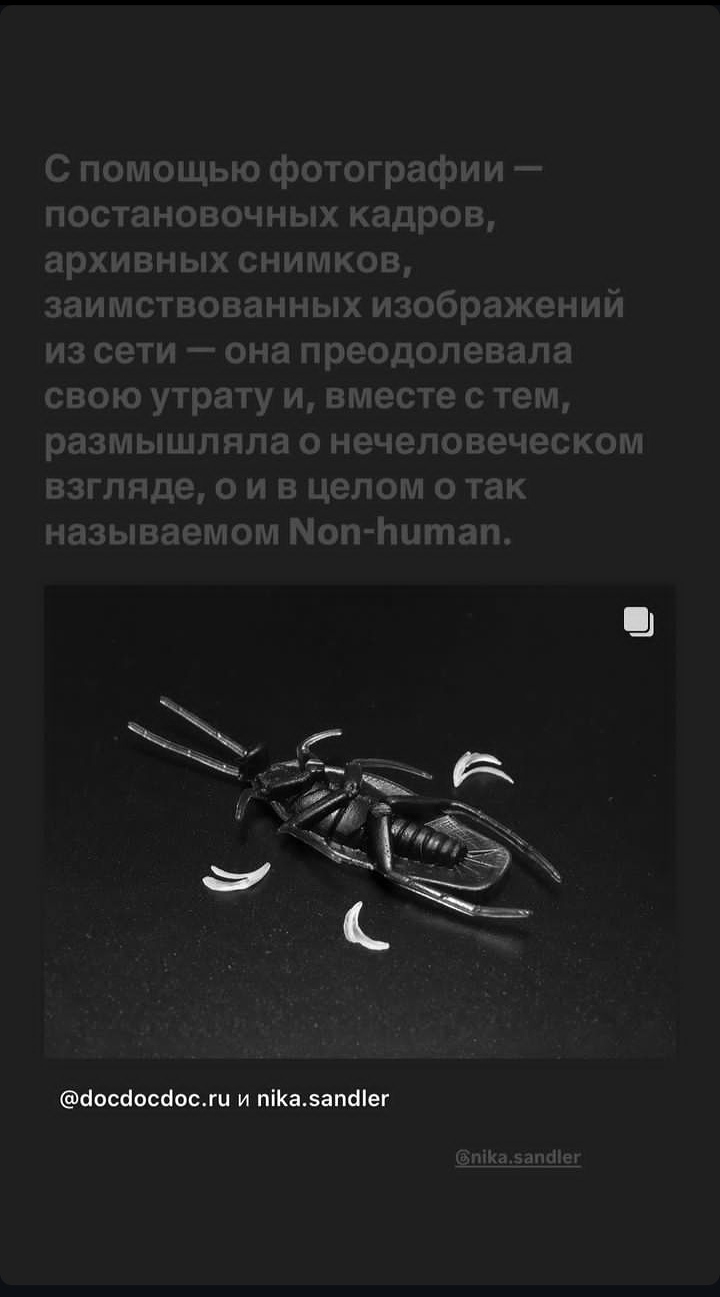 С помощью фотографии —
постановочных кадров,
архивных снимков,
заимствованных изображений
из сети — она преодолевала
свою утрату и, вместе с тем,
размышляла о нечеловеческом
взгляде, о и в целом о так
называемом Non-human.
@docdocdoc.ru и nika.sandler
@nika.sandler